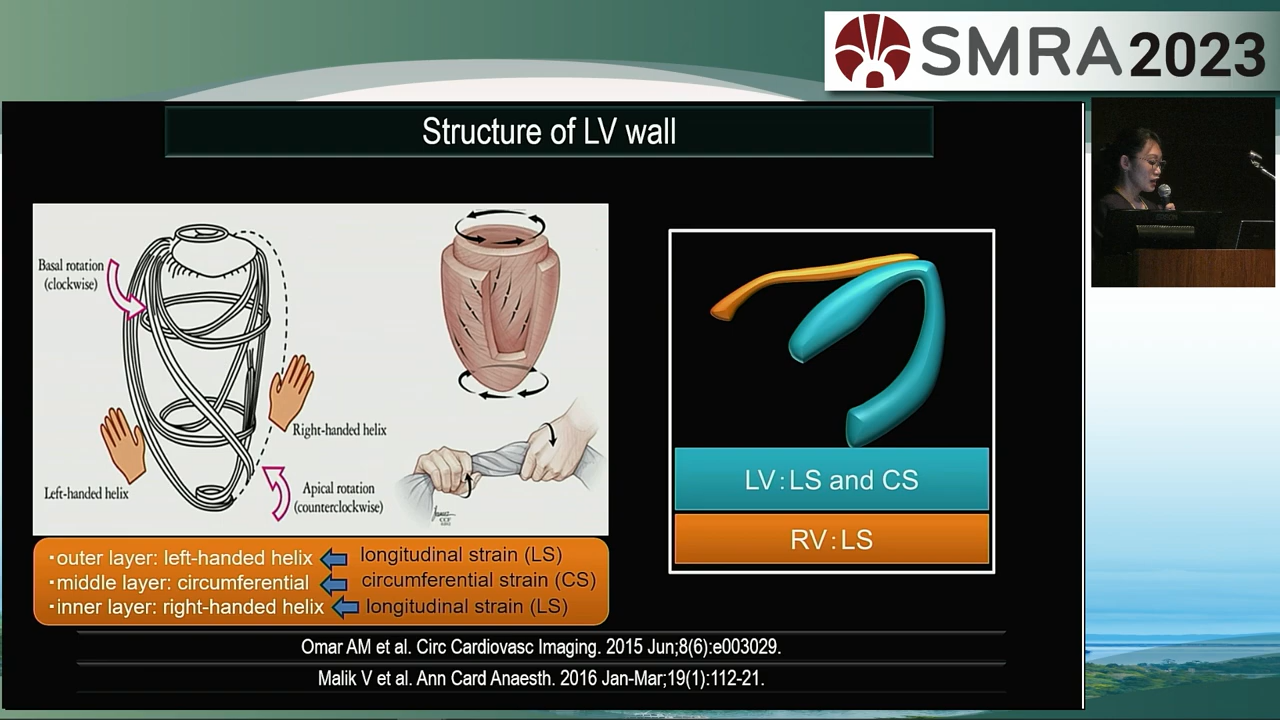 SMRA 2023
Structure of LV wall
Basal rotation
(clockwise)
Right-handed helix
Left-handed helix
Apical rotation
(counterclockwise)
CCF
LV:LS and CS
RV:LS
・outer layer: left-handed helix longitudinal strain (LS)
・middle layer: circumferential circumferential strain (CS)
・inner layer: right-handed helix longitudinal strain (LS)
Omar AM et al. Circ Cardiovasc Imaging. 2015 Jun;8(6):e003029.
Malik V et al. Ann Card Anaesth. 2016 Jan-Mar;19(1):112-21.